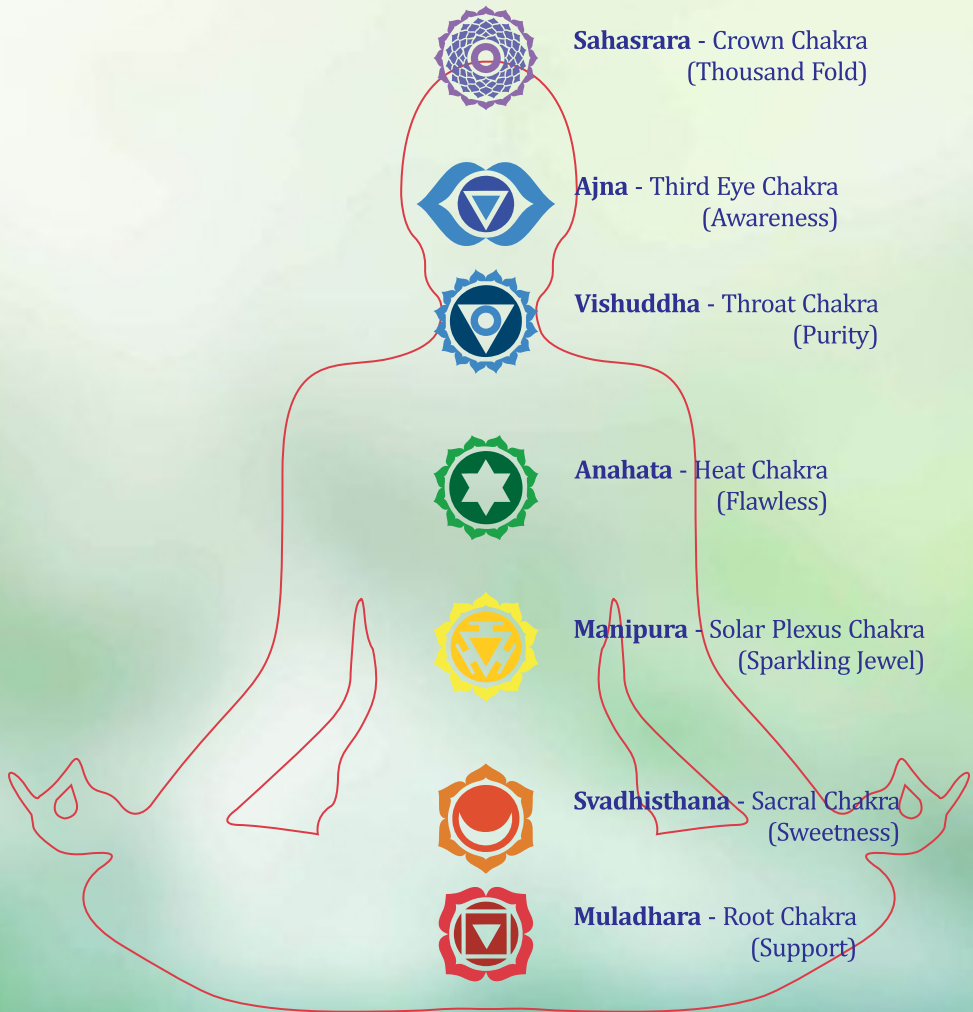 Sahasrara - Crown Chakra
(Thousand Fold)
Ajna - Third Eye Chakra
(Awareness)
Vishuddha - Throat Chakra
(Purity)
Anahata - Heat Chakra
(Flawless)
Manipura - Solar Plexus Chakra
(Sparkling Jewel)
Svadhisthana - Sacral Chakra
(Sweetness)
Muladhara - Root Chakra
(Support)